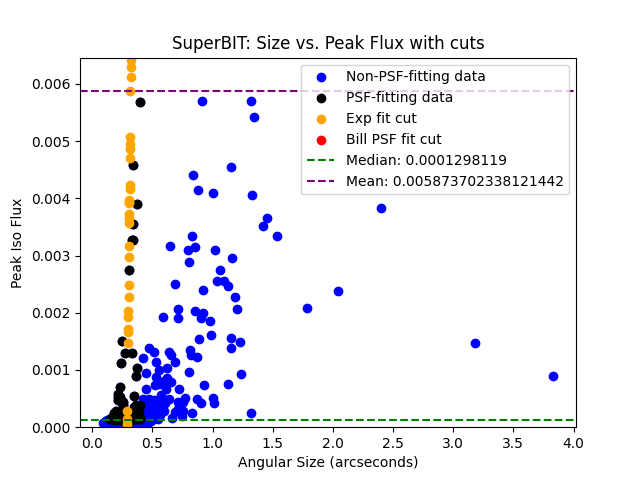 SuperBIT: Size vs. Peak Flux with cuts
Peak Iso Flux
0.006
0.005
0.004
0.003
0.002
0.001
0.000
Non-PSF-fitting data
PSF-fitting data
Exp fit cut
Bill PSF fit cut
Median: 0.0001298119
Mean: 0.005873702338121442
0.0 0.5 1.0 1.5 2.0 2.5 3.0 3.5 4.0
Angular Size (arcseconds)